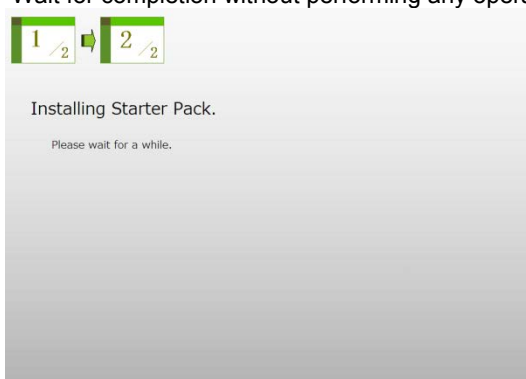 Wait for completion without performing any
1/2 2/2
Installing Starter Pack.
Please wait for a while.